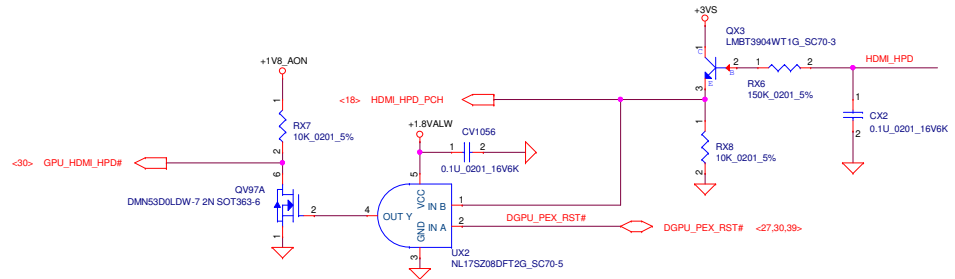 +3VS
QX3
LMBT3904WT1G_SC70-3
1
C
2
B
E
3
1
2
RX6
150K_0201_5%
HDMI_HPD
1
CX2
0.1U_0201_16V6K
2
+1V8_AON
1
RX7
10K_0201_5%
2
<18> HDMI_HPD_PCH
+1.8VALW
CV1056
1
2
0.1U_0201_16V6K
1
RX8
10K_0201_5%
2
<30> GPU_HDMI_HPD#
6
QV97A
DMN53D0LDW-7 2N SOT363-6
2
1
5
VCC
4
OUT Y
IN B
1
IN A
2
GND
3
DGPU_PEX_RST#
DGPU_PEX_RST# <27,30,39>
UX2
NL17SZ08DFT2G_SC70-5